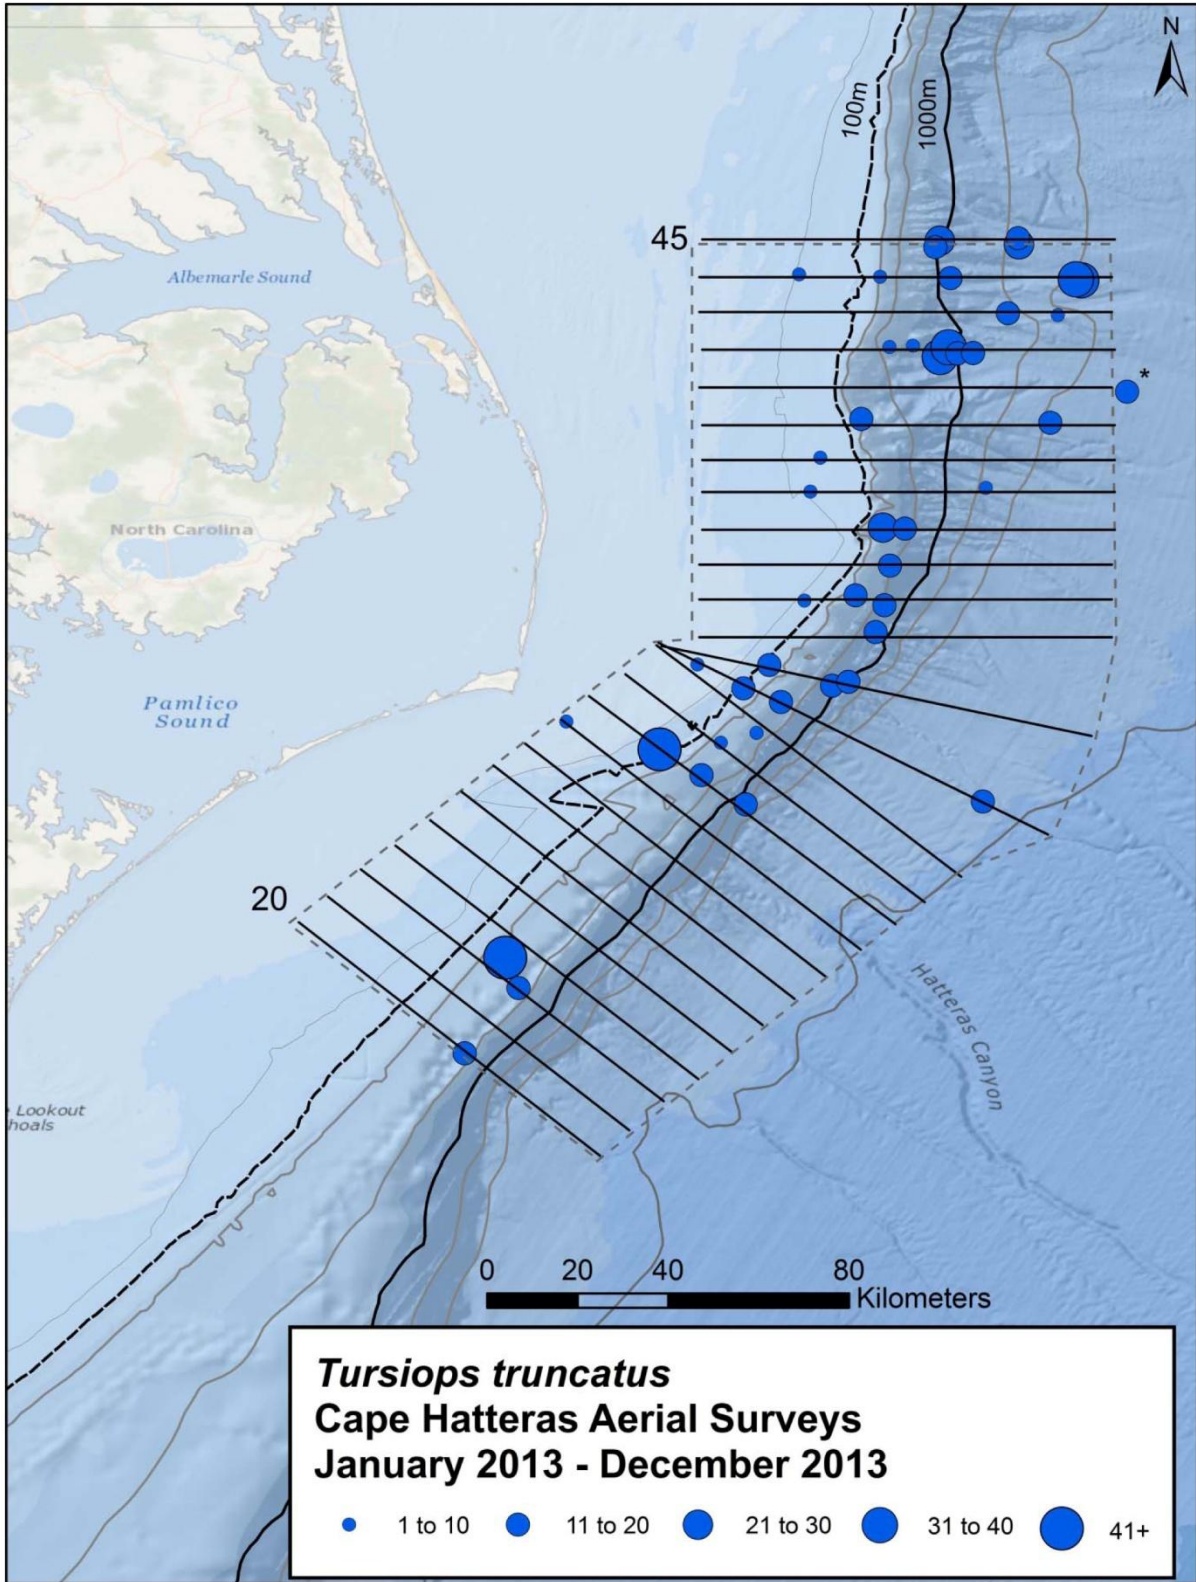 N
100m
1000m
45
Albemarle Sound
*
North Carolina
Pamlico
Sound
20
Hatteras Canyon
Lookout
hoals
0 20 40 80
Kilometers
Tursiops truncatus
Cape Hatteras Aerial Surveys
January 2013 - December 2013
1 to 10 11 to 20 21 to 30 31 to 40 41+